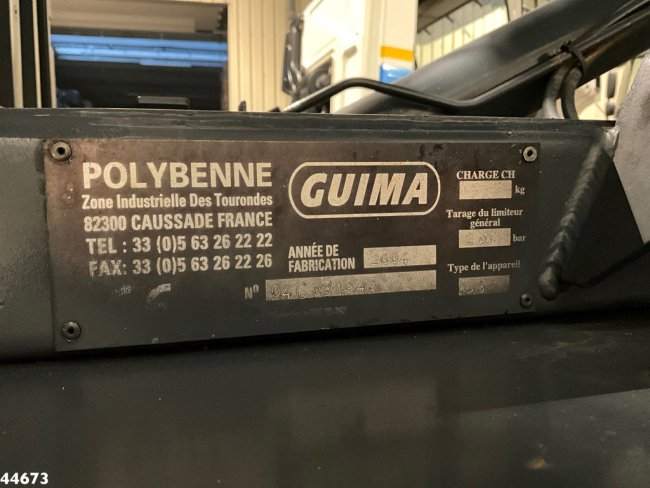 POLYBENNE
Zone Industrielle Des Tourondes
82300 CAUSSADE FRANCE
TEL : 33 (0)5 63 26 22 22
FAX: 33 (0)5 63 26 22 26
GUIMA
ANNÉE DE
FABRICATION 2004
N°
CHARGE CH
kg
Tarage du limiteur
général
bar
Type de l'appareil
44673